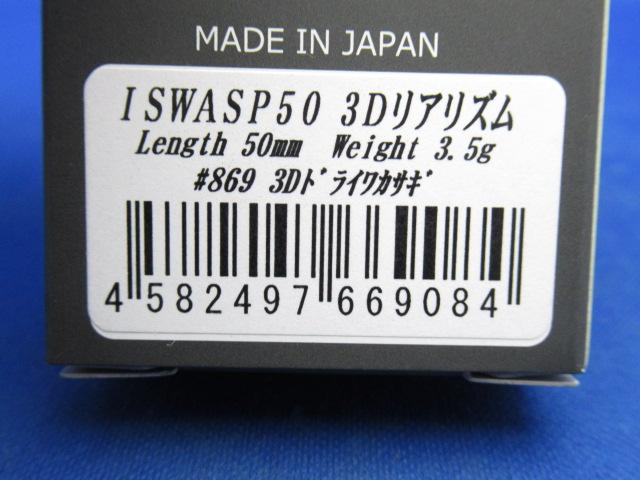 MADE IN JAPAN
ISWASP50 3Dリアリズム
Length 50mm Weight 3.5g
#869 3Dﾄﾞﾗｲﾜｶｻｷﾞ
4 582497 669084